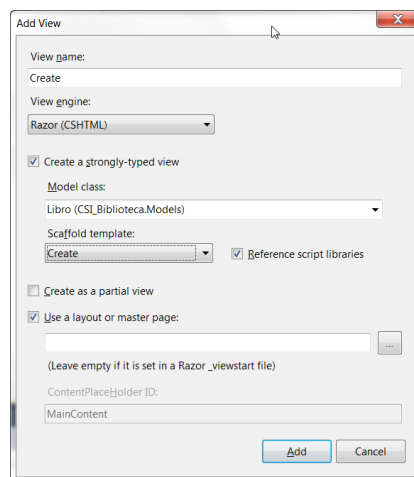 Add View
View name:
Create
View engine:
Razor (CSHTML)
Create a strongly-typed view
Model class:
Libro (CSI_Biblioteca.Models)
Scaffold template:
Create
Reference script libraries
Create as a partial view
Use a layout or master page:
...
(Leave empty if it is set in a Razor _viewstart file)
ContentPlaceHolder ID:
MainContent
Add
Cancel